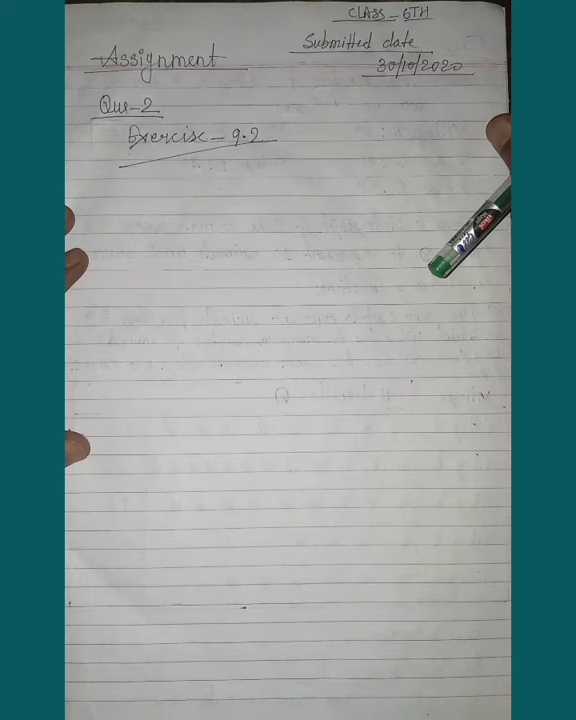 CLASS - 6TH
Submitted date
30/10/2020
Assignment
Que-2
Exercise - 9.2